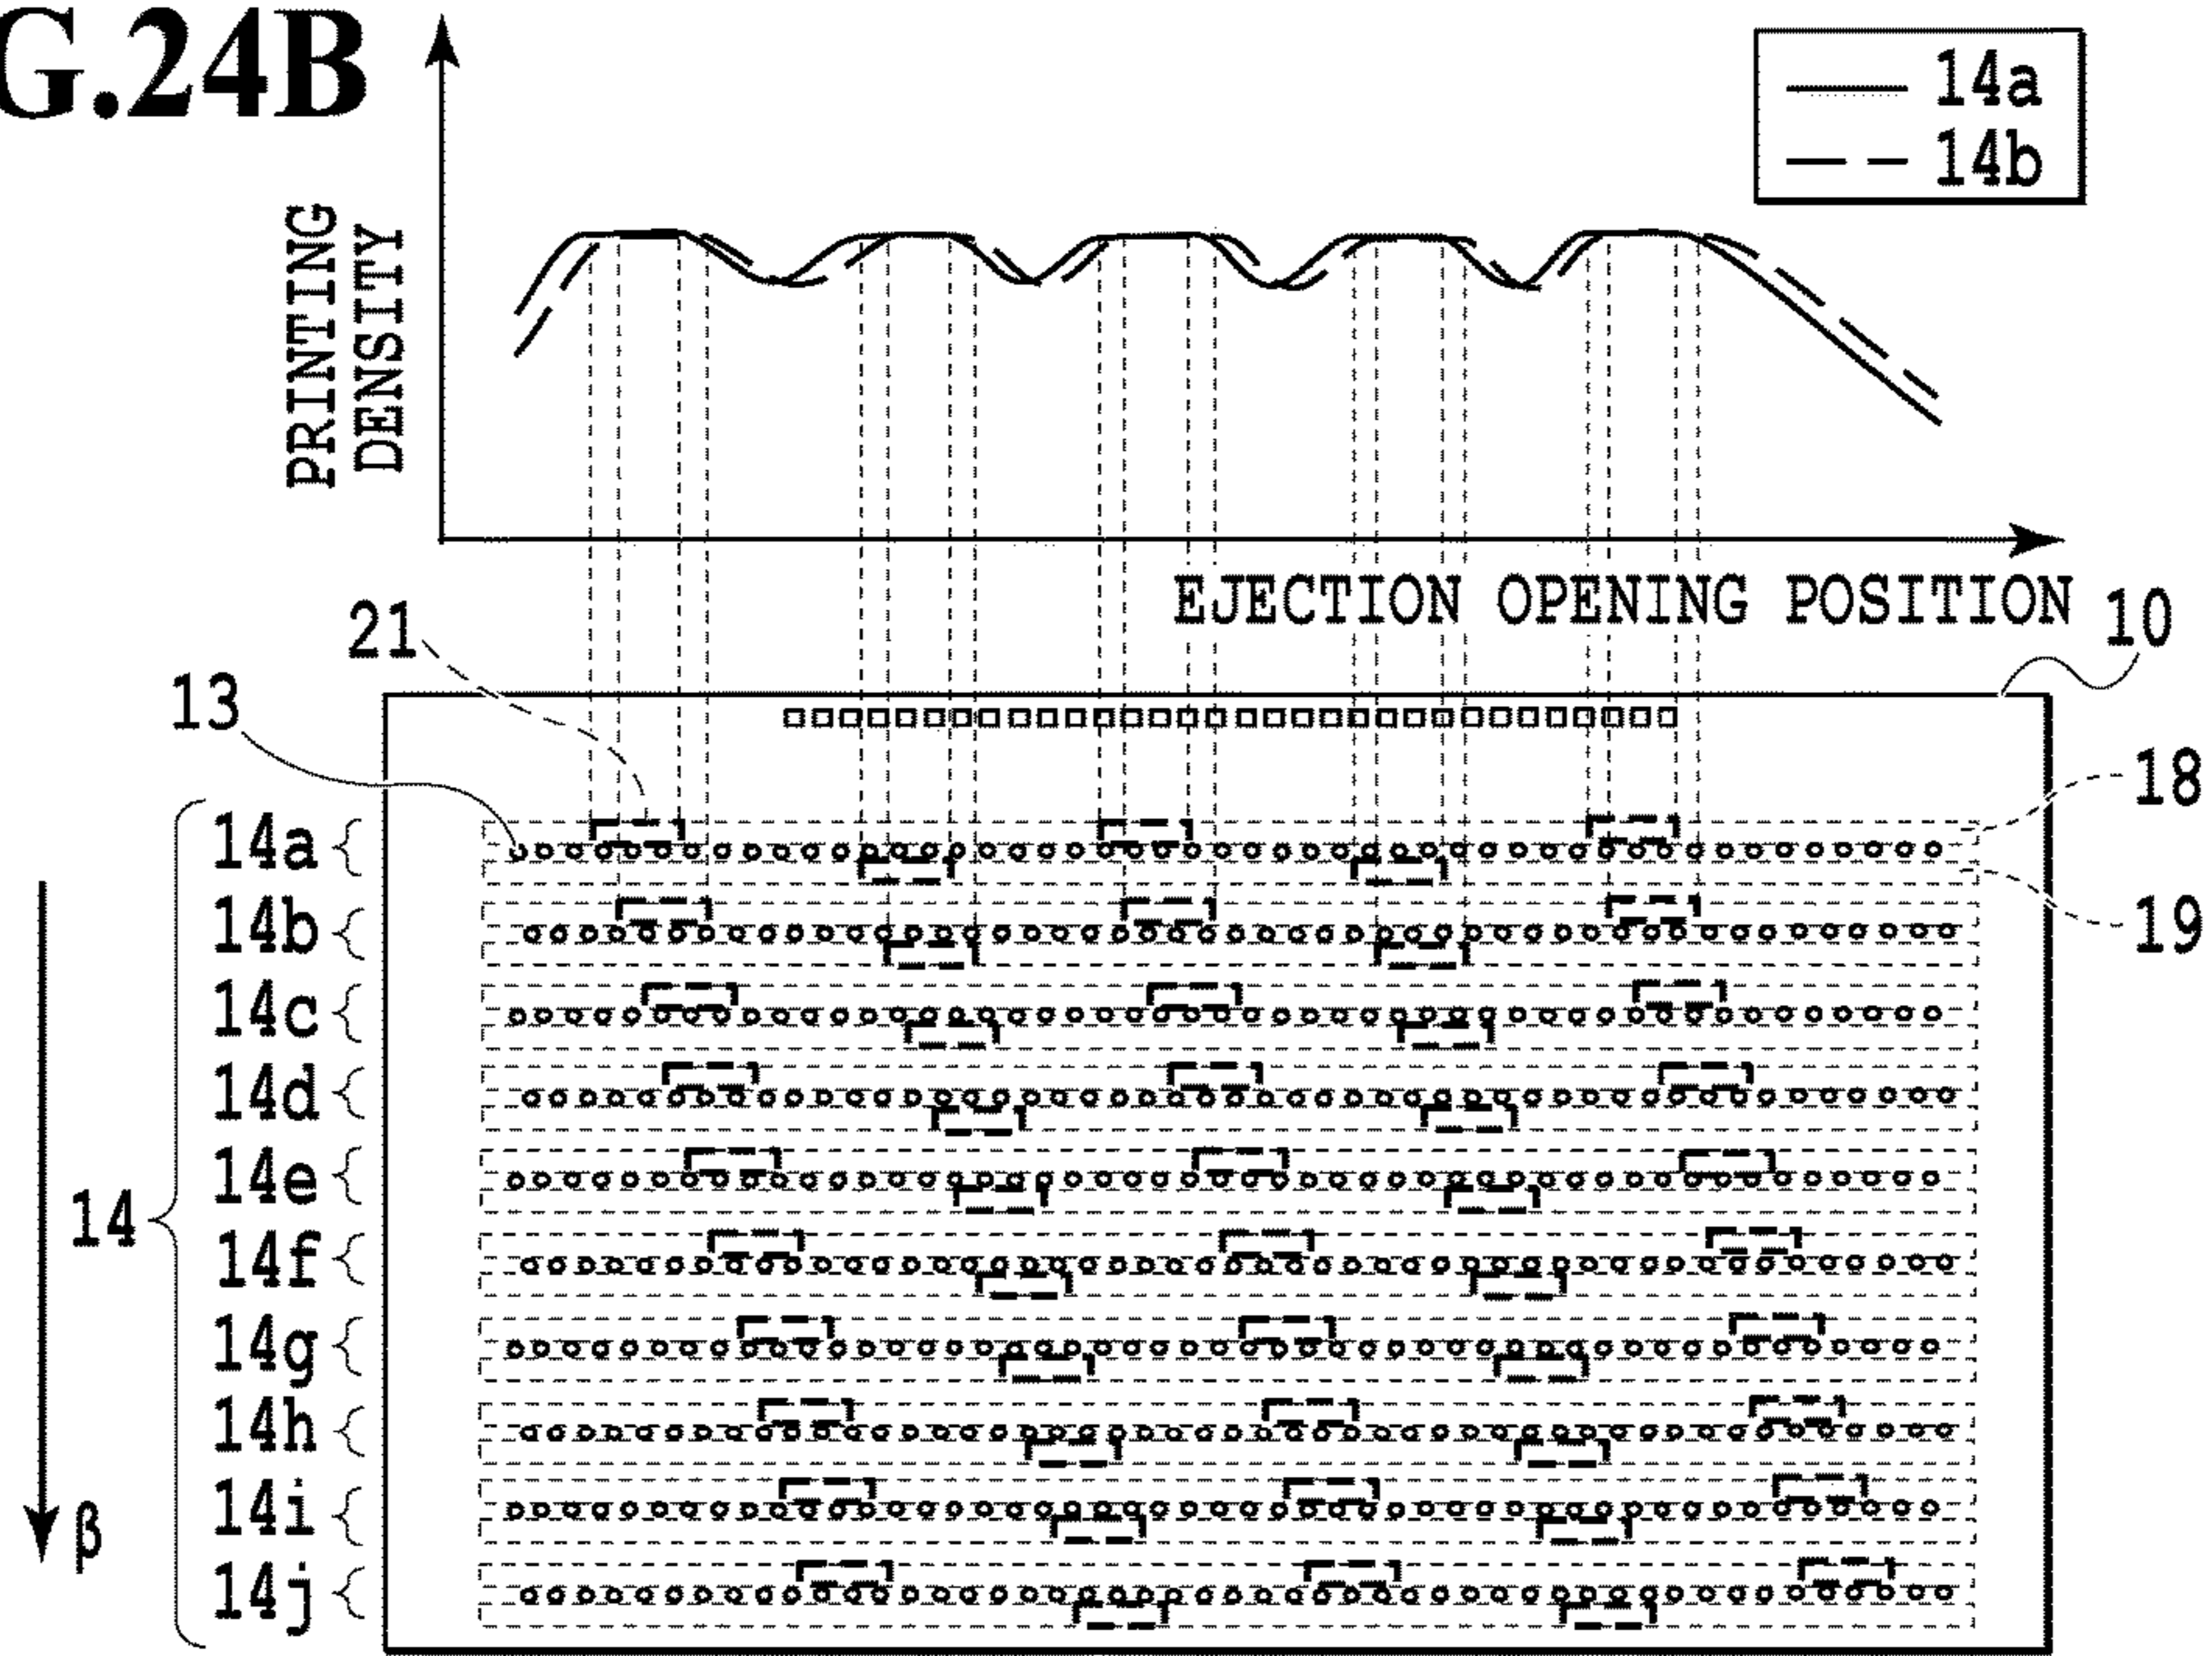 G.24B
14a
14b
PRINTING
DENSITY
EJECTION OPENING POSITION
10
21
13
18
19
14a
14b
14c
14d
14e
14f
14g
14h
14i
14j
14
β